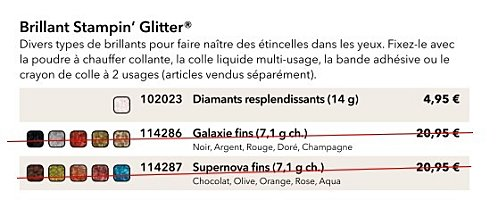 Brillant Stampin‘ Glitter®
Divers types de brillants pour faire naître des étincelles dans les yeux. Fixez-le avec
la poudre à chauffer collante, la colle liquide multi-usage, la bande adhésive ou le
crayon de colle à 2 usages (articles vendus séparément).
102023 Diamants resplendissants (14 g) 4,95 €
114286 Galaxie fins (7,1 g ch.) 20,95 €
Noir, Argent, Rouge, Doré, Champagne
114287 Supernova fins (7,1 g ch.) 20,95 €
Chocolat, Olive, Orange, Rose, Aqua